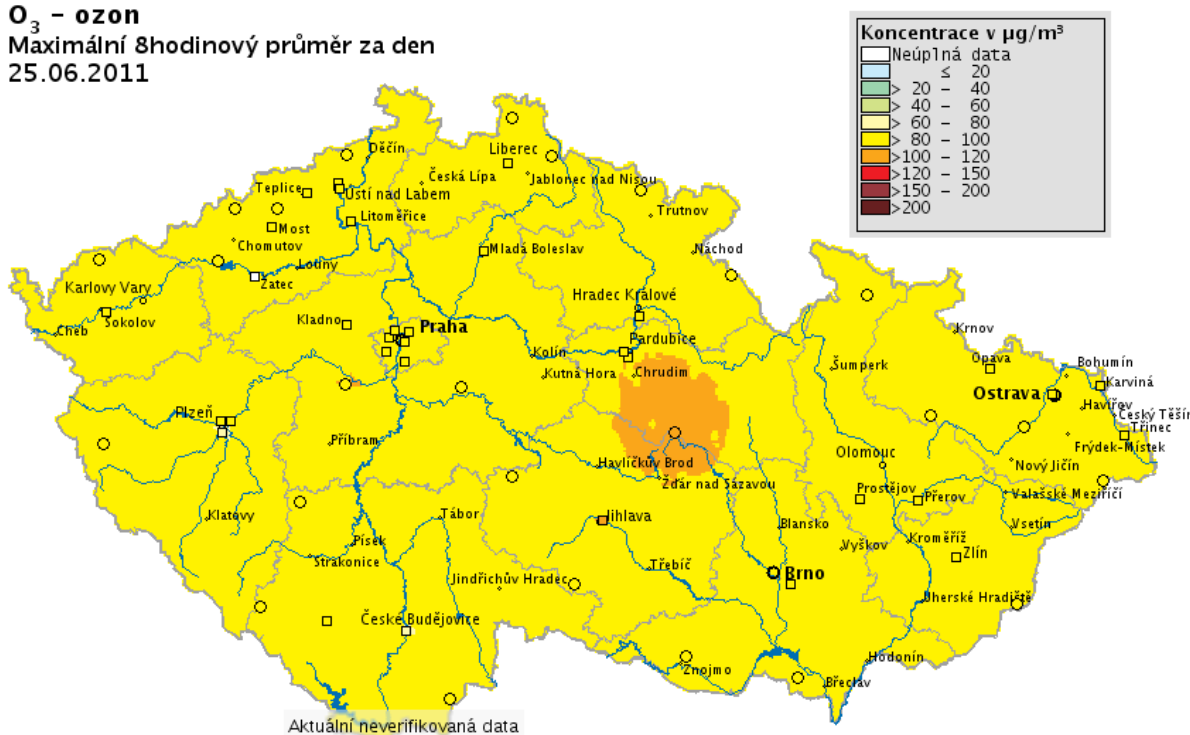 O3 – ozon
Maximální 8hodinový průměr za den
25.06.2011
Koncentrace v µg/m³
Neúplná data
≤ 20
> 20 – 40
> 40 – 60
> 60 – 80
> 80 – 100
>100 – 120
>120 – 150
>150 – 200
>200
Děčín
Liberec
Česká Lípa
Jablonec nad Nisou
Teplice
Ústí nad Labem
Litoměřice
Trutnov
Most
Chomutov
Mladá Boleslav
Náchod
Louny
Žatec
Karlovy Vary
Hradec Králové
Sokolov
Kladno
Praha
Cheb
Krnov
Pardubice
Kolín
Opava
Bohumín
Kutná Hora
Chrudim
Šumperk
Karviná
Ostrava
Havířov
Český Těšín
Plzeň
Třinec
Příbram
Frýdek-Místek
Olomouc
Havlíčkův Brod
Nový Jičín
Žďár nad Sázavou
Prostějov
Přerov
Valašské Meziříčí
Klatovy
Tábor
Jihlava
Blansko
Vsetín
Písek
Vyškov
Kroměříž
Zlín
Strakonice
Třebíč
Jindřichův Hradec
Brno
Uherské Hradiště
České Budějovice
Hodonín
Znojmo
Břeclav
Aktuální neverifikovaná data